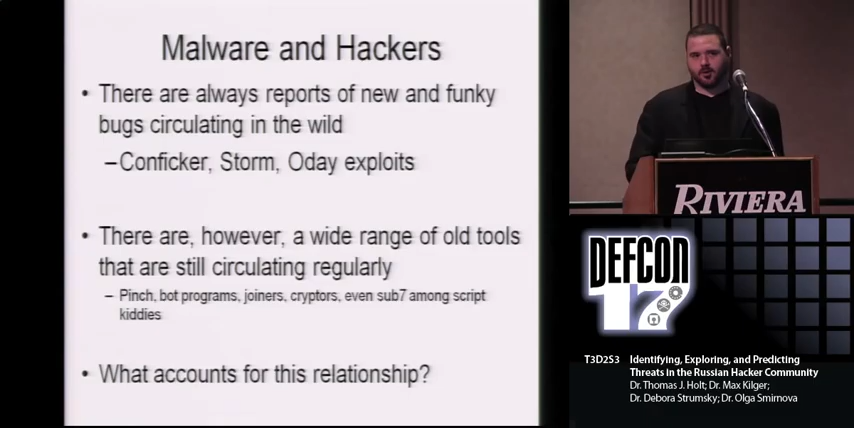 Malware and Hackers
• There are always reports of new and funky
bugs circulating in the wild
–Conficker, Storm, Oday exploits
• There are, however, a wide range of old tools
that are still circulating regularly
– Pinch, bot programs, joiners, cryptors, even sub7 among script
kiddies
• What accounts for this relationship?
RIVIERA
DEFCON
17
T3D2S3 Identifying, Exploring, and Predicting
Threats in the Russian Hacker Community
Dr. Thomas J. Holt; Dr. Max Kilger;
Dr. Debora Strumsky; Dr. Olga Smirnova